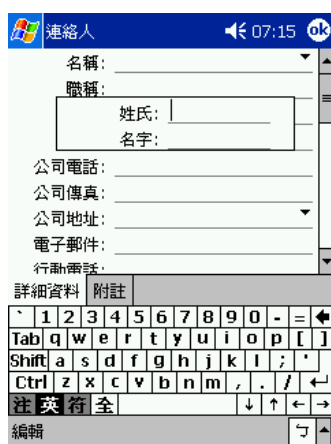 連絡人 07:15 ok
名稱:
職稱:
姓氏:
名字:
公司電話:
公司傳真:
公司地址:
電子郵件:
行動電話:
詳細資料 附註
` 1 2 3 4 5 6 7 8 9 0 - =
Tab q w e r t y u i o p [ ]
Shift a s d f g h j k l ; '
Ctrl z x c v b n m , . /
注 英 符 全 ↓ ↑ ← →
編輯 ㄅ